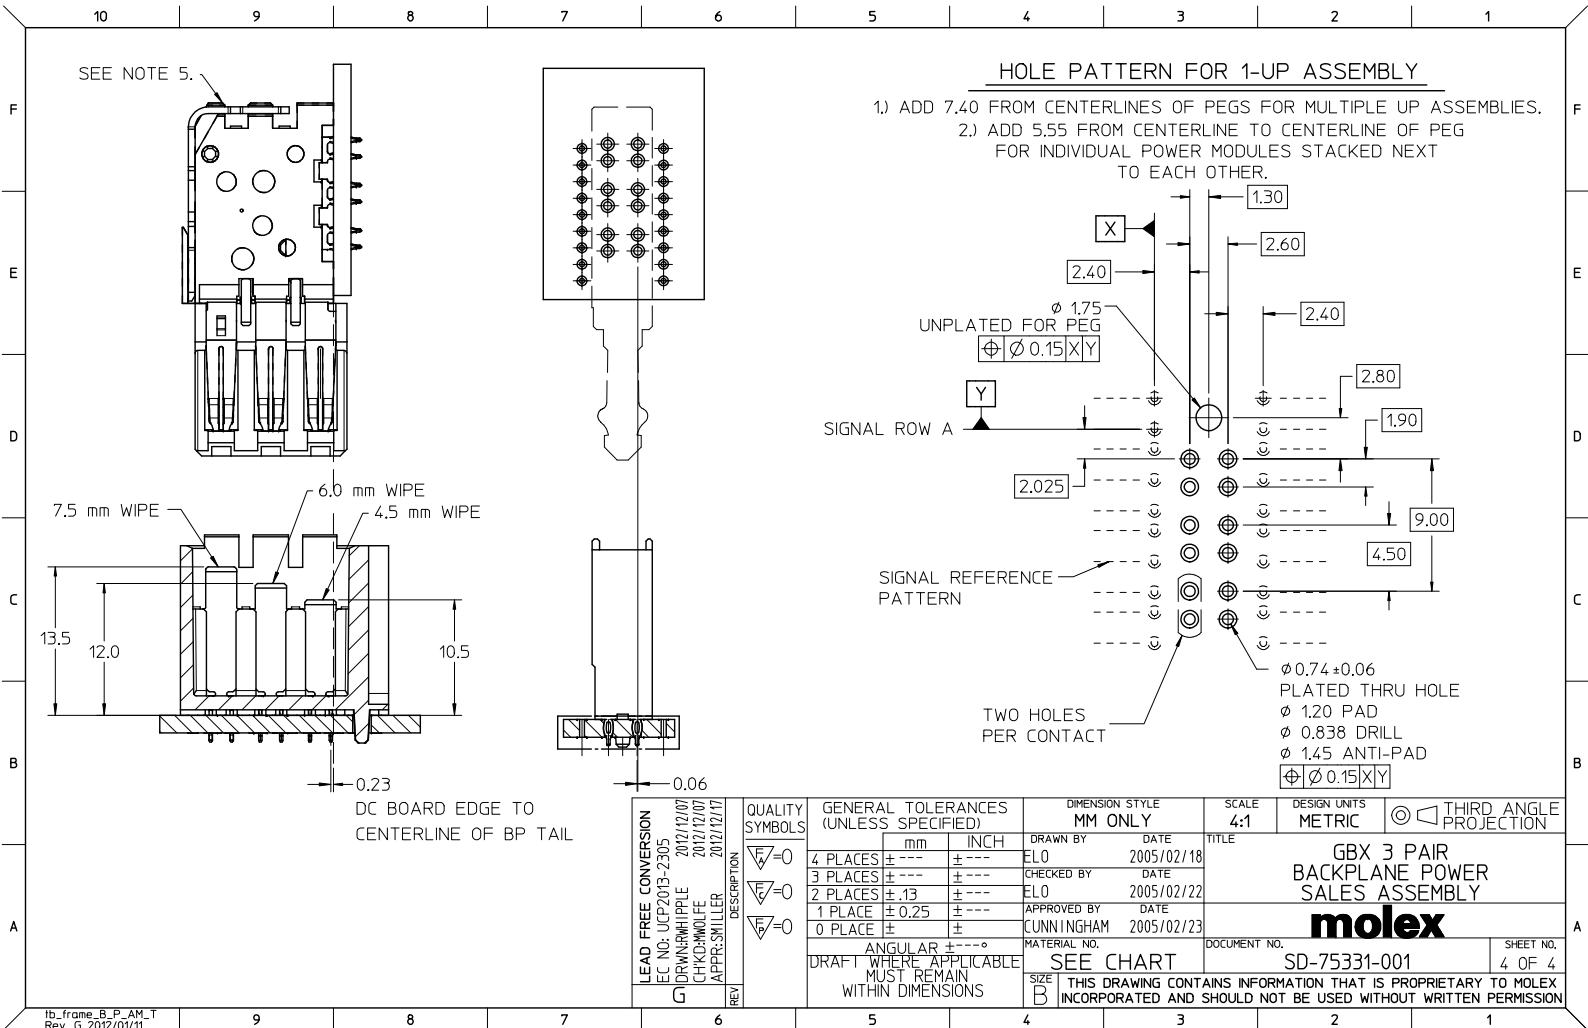 10 9 8 7 6 5 4 3 2 1
F
E
D
C
B
A
SEE NOTE 5.
HOLE PATTERN FOR 1-UP ASSEMBLY
1.) ADD 7.40 FROM CENTERLINES OF PEGS FOR MULTIPLE UP ASSEMBLIES.
2.) ADD 5.55 FROM CENTERLINE TO CENTERLINE OF PEG
FOR INDIVIDUAL POWER MODULES STACKED NEXT
TO EACH OTHER.
1.30
X
2.60
2.40
2.40
Ø 1.75
UNPLATED FOR PEG
⌖ Ø 0.15 X Y
2.80
Y
1.90
SIGNAL ROW A
2.025
9.00
4.50
SIGNAL REFERENCE
PATTERN
Ø 0.74 ±0.06
PLATED THRU HOLE
Ø 1.20 PAD
Ø 0.838 DRILL
Ø 1.45 ANTI-PAD
⌖ Ø 0.15 X Y
TWO HOLES
PER CONTACT
6.0 mm WIPE
7.5 mm WIPE
4.5 mm WIPE
13.5
12.0
10.5
0.23
DC BOARD EDGE TO
CENTERLINE OF BP TAIL
0.06
LEAD FREE CONVERSION
EC NO: UCP2013-2305
DRWN:RWHIPPLE 2012/12/07
CH'KD:MWOLFE 2012/12/07
APPR:SMILLER 2012/12/17
DESCRIPTION
G
REV
QUALITY
SYMBOLS
F A =0
F C =0
F P =0
GENERAL TOLERANCES
(UNLESS SPECIFIED)
mm INCH
4 PLACES ± --- ± ---
3 PLACES ± --- ± ---
2 PLACES ± .13 ± ---
1 PLACE ± 0.25 ± ---
0 PLACE ± ±
ANGULAR ±---°
DRAFT WHERE APPLICABLE
MUST REMAIN
WITHIN DIMENSIONS
DIMENSION STYLE
MM ONLY
SCALE
4:1
DESIGN UNITS
METRIC
THIRD ANGLE
PROJECTION
DRAWN BY DATE
ELO 2005/02/18
CHECKED BY DATE
ELO 2005/02/22
APPROVED BY DATE
CUNNINGHAM 2005/02/23
TITLE
GBX 3 PAIR
BACKPLANE POWER
SALES ASSEMBLY
molex
MATERIAL NO.
SEE CHART
DOCUMENT NO.
SD-75331-001
SHEET NO.
4 OF 4
SIZE
B
THIS DRAWING CONTAINS INFORMATION THAT IS PROPRIETARY TO MOLEX
INCORPORATED AND SHOULD NOT BE USED WITHOUT WRITTEN PERMISSION
tb_frame_B_P_AM_T
Rev. G 2012/01/11
9 8 7 6 5 4 3 2 1
F
E
D
C
B
A